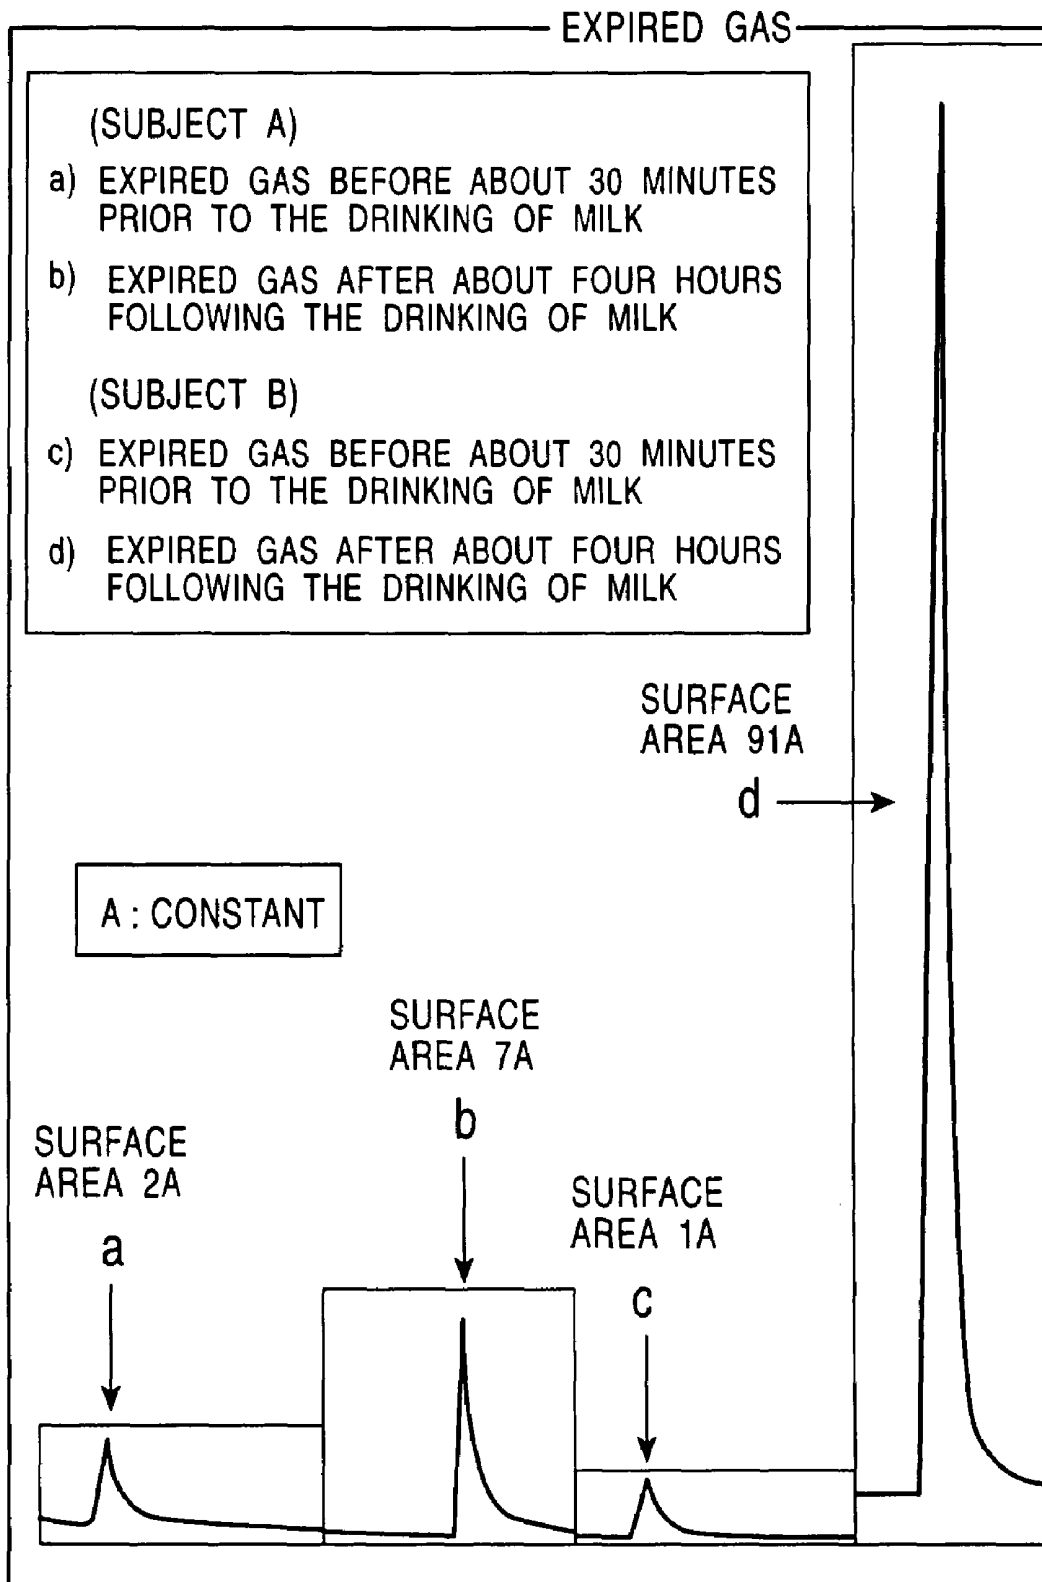 EXPIRED GAS
(SUBJECT A)
a) EXPIRED GAS BEFORE ABOUT 30 MINUTES
PRIOR TO THE DRINKING OF MILK
b) EXPIRED GAS AFTER ABOUT FOUR HOURS
FOLLOWING THE DRINKING OF MILK
(SUBJECT B)
c) EXPIRED GAS BEFORE ABOUT 30 MINUTES
PRIOR TO THE DRINKING OF MILK
d) EXPIRED GAS AFTER ABOUT FOUR HOURS
FOLLOWING THE DRINKING OF MILK
SURFACE
AREA 91A
d
A : CONSTANT
SURFACE
AREA 7A
b
SURFACE
AREA 2A
a
SURFACE
AREA 1A
c